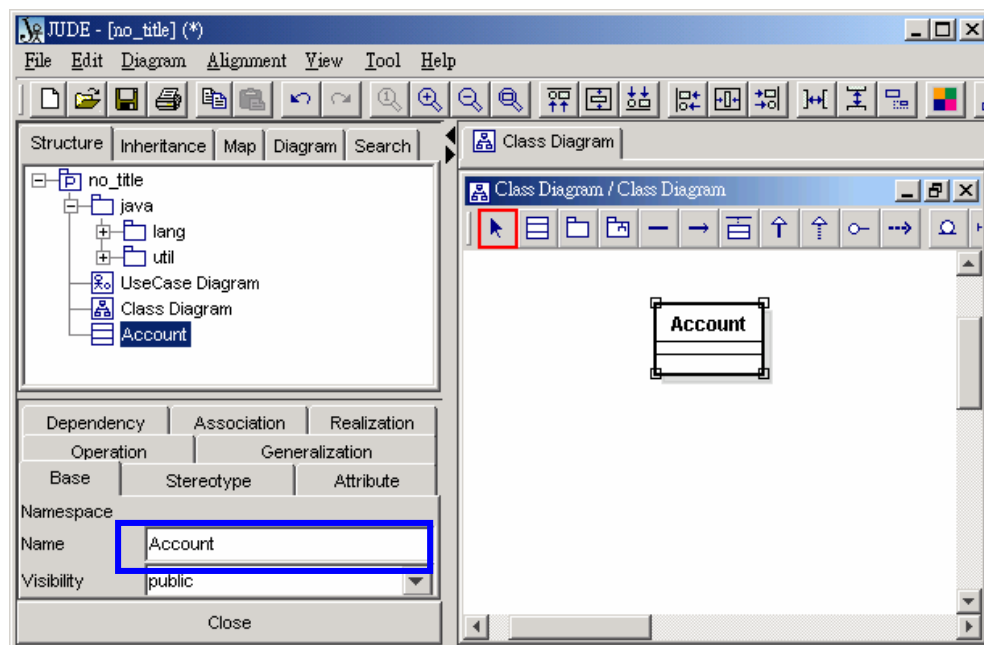 JUDE - [no_title] (*)
File Edit Diagram Alignment View Tool Help
Structure Inheritance Map Diagram Search
no_title
java
lang
util
UseCase Diagram
Class Diagram
Account
Dependency Association Realization
Operation Generalization
Base Stereotype Attribute
Namespace
Name Account
Visibility public
Close
Class Diagram
Class Diagram / Class Diagram
Account